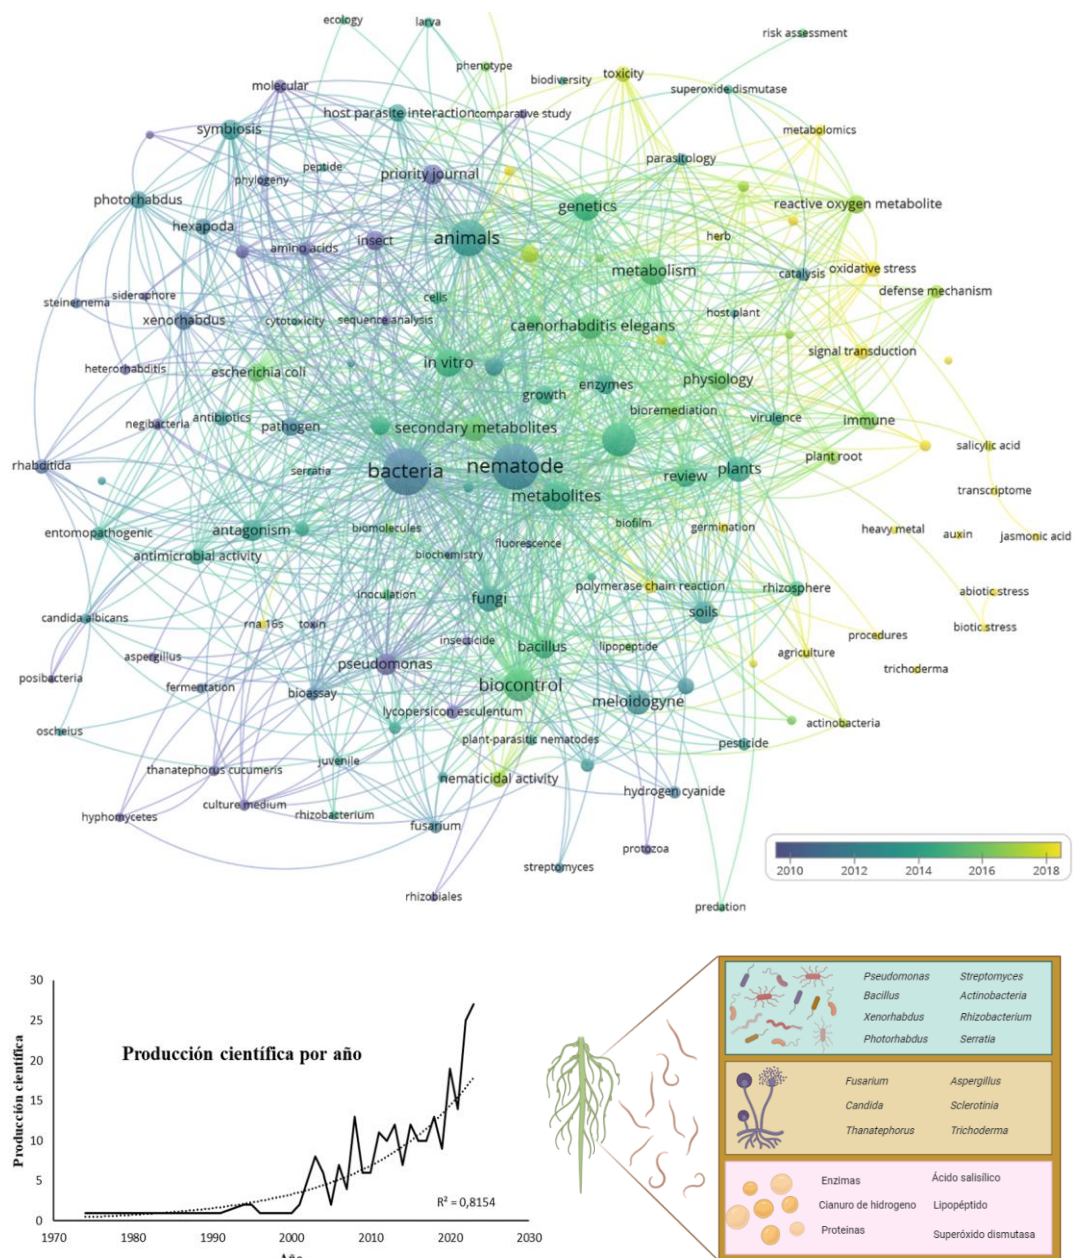 ecology
larva
risk assessment
phenotype
biodiversity
toxicity
superoxide dismutase
molecular
host parasite interaction
comparative study
symbiosis
metabolomics
peptide
parasitology
phylogeny
priority journal
photorhabdus
genetics
reactive oxygen metabolite
hexapoda
amino acids
insect
animals
herb
metabolism
catalysis
oxidative stress
steinernema
siderophore
cells
defense mechanism
xenorhabdus
cytotoxicity
sequence analysis
caenorhabditis elegans
host plant
heterorhabditis
escherichia coli
in vitro
signal transduction
growth
enzymes
physiology
negibacteria
antibiotics
pathogen
secondary metabolites
bioremediation
virulence
immune
rhabditida
serratia
bacteria
nematode
review
plants
plant root
salicylic acid
metabolites
transcriptome
entomopathogenic
antagonism
biomolecules
biofilm
germination
heavy metal
auxin
jasmonic acid
antimicrobial activity
biochemistry
fluorescence
inoculation
fungi
polymerase chain reaction
rhizosphere
abiotic stress
candida albicans
rna 16s
toxin
insecticide
soils
procedures
biotic stress
aspergillus
pseudomonas
bacillus
lipopeptide
agriculture
trichoderma
posibacteria
fermentation
bioassay
biocontrol
meloidogyne
lycopersicon esculentum
actinobacteria
oscheius
plant-parasitic nematodes
pesticide
thanatephorus cucumeris
juvenile
nematicidal activity
hydrogen cyanide
hyphomycetes
culture medium
rhizobacterium
fusarium
protozoa
streptomyces
rhizobiales
predation
2010 2012 2014 2016 2018
Producción científica por año
Producción científica
30
25
20
15
10
5
0
R² = 0,8154
1970 1980 1990 2000 2010 2020 2030
Año
Pseudomonas Streptomyces
Bacillus Actinobacteria
Xenorhabdus Rhizobacterium
Photorhabdus Serratia
Fusarium Aspergillus
Candida Sclerotinia
Thanatephorus Trichoderma
Enzimas Ácido salisílico
Cianuro de hidrogeno Lipopéptido
Proteinas Superóxido dismutasa